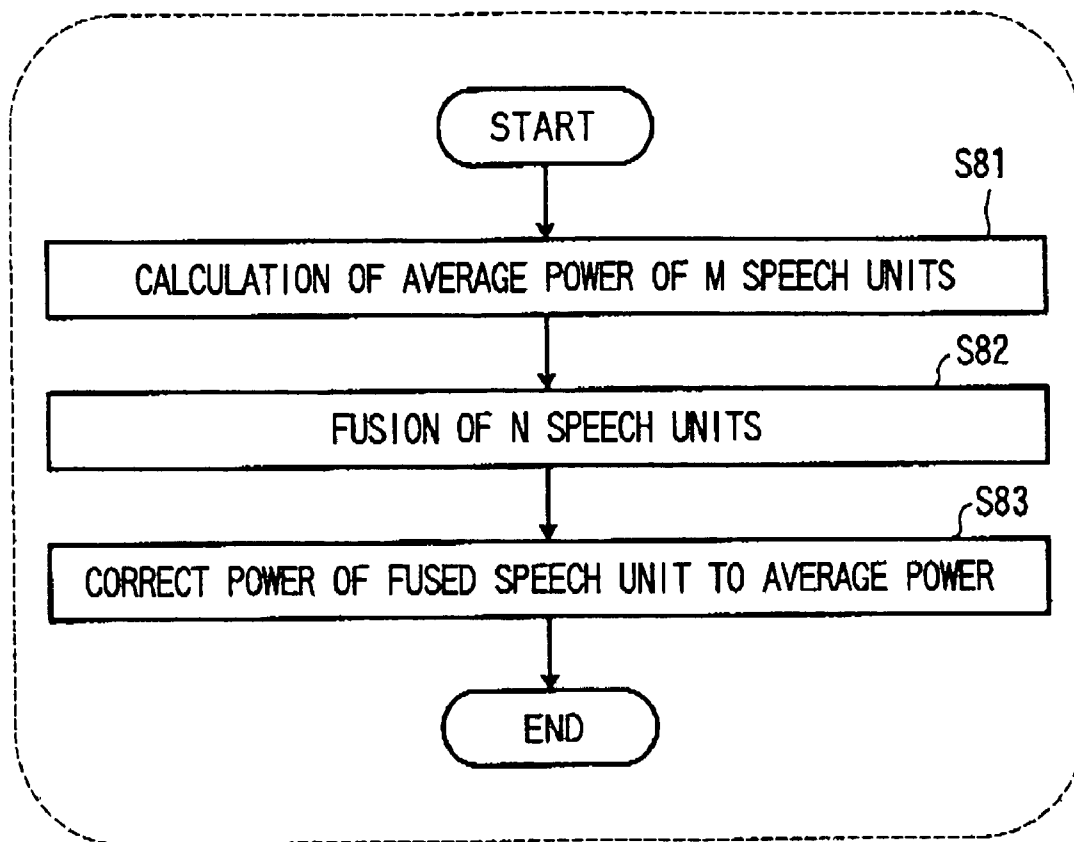 START
S81
CALCULATION OF AVERAGE POWER OF M SPEECH UNITS
S82
FUSION OF N SPEECH UNITS
S83
CORRECT POWER OF FUSED SPEECH UNIT TO AVERAGE POWER
END